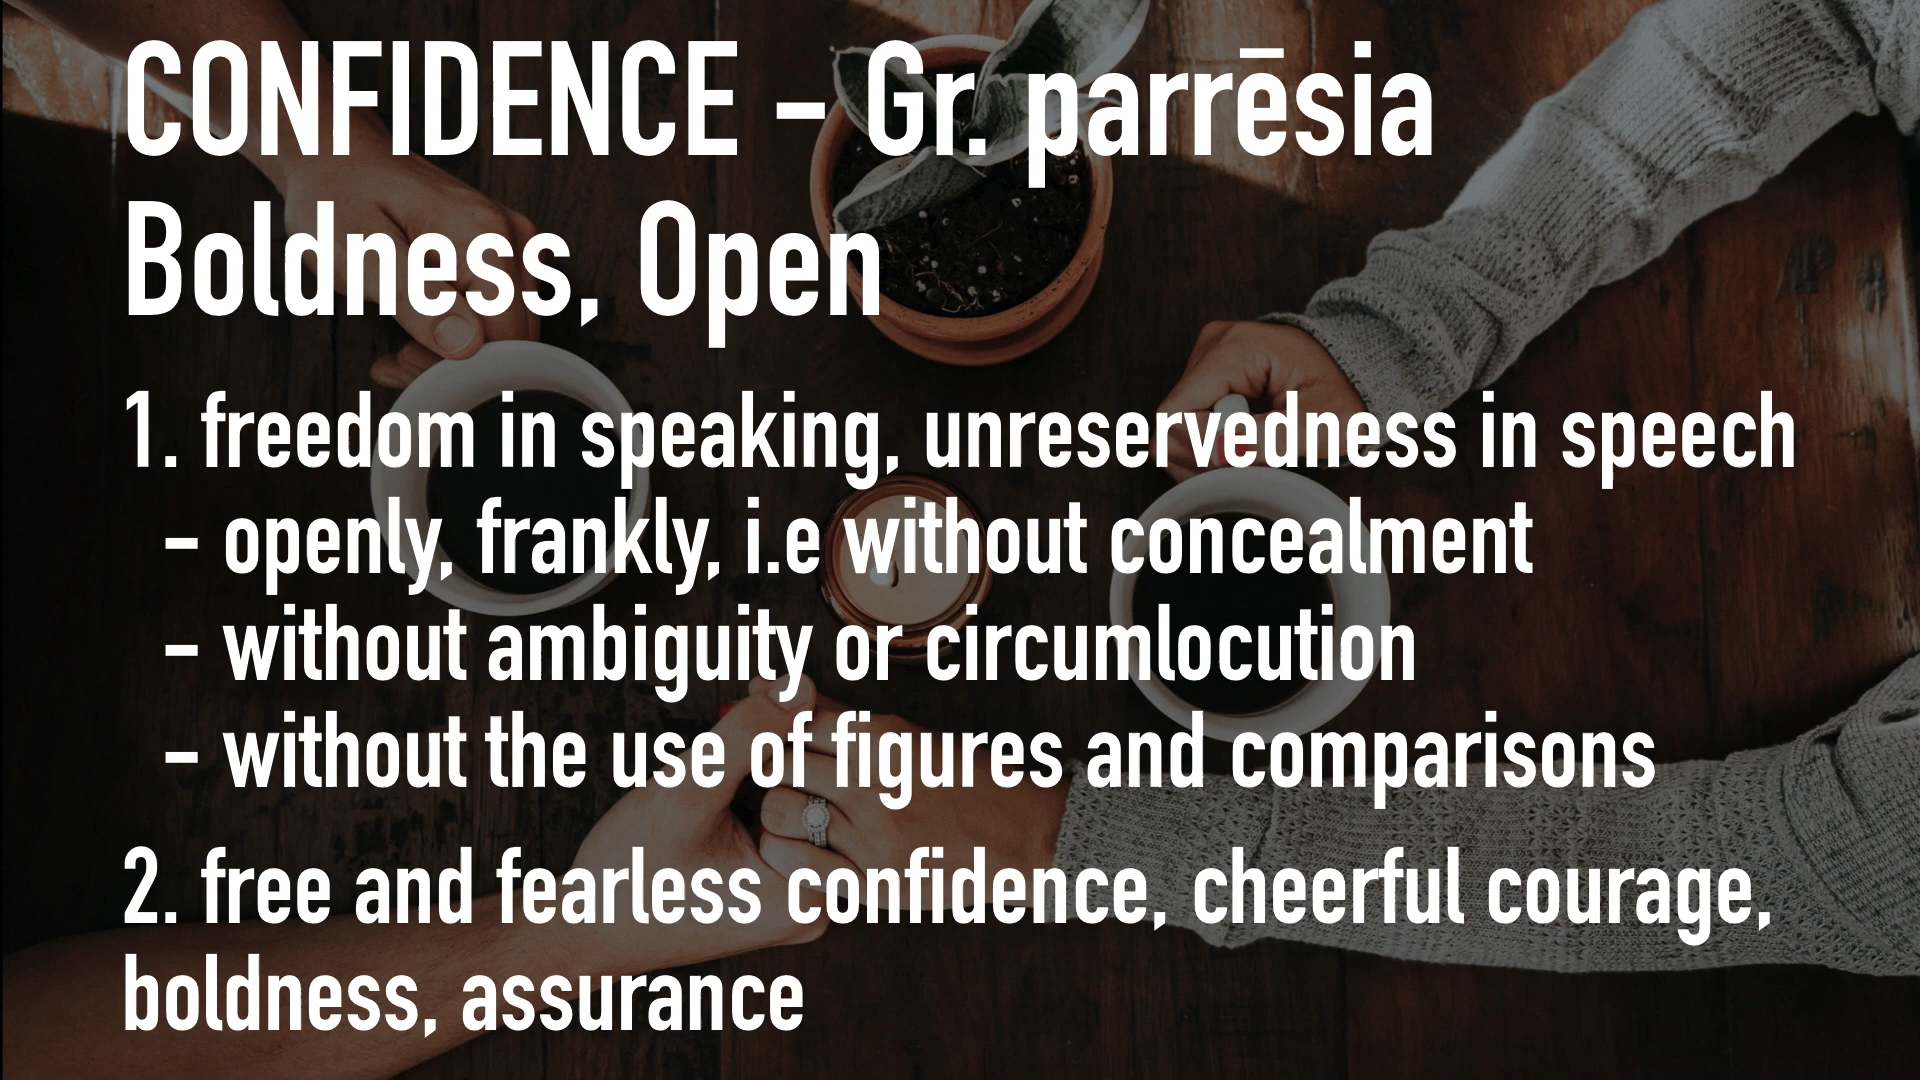 CONFIDENCE – Gr. parrēsia
Boldness, Open
1. freedom in speaking, unreservedness in speech
– openly, frankly, i.e without concealment
– without ambiguity or circumlocution
– without the use of figures and comparisons
2. free and fearless confidence, cheerful courage,
boldness, assurance